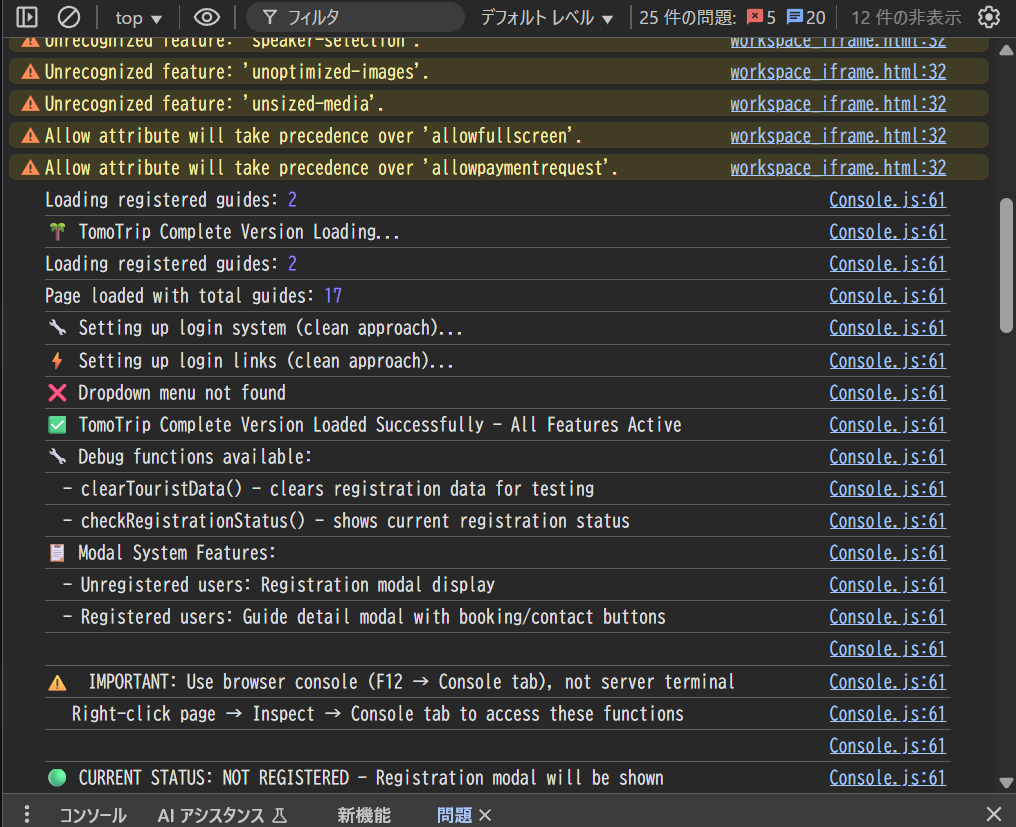 top ▼ フィルタ デフォルト レベル ▼ 25 件の問題: 5 20 12 件の非表示
Unrecognized feature: 'speaker-selection'. workspace_iframe.html:32
Unrecognized feature: 'unoptimized-images'. workspace_iframe.html:32
Unrecognized feature: 'unsized-media'. workspace_iframe.html:32
Allow attribute will take precedence over 'allowfullscreen'. workspace_iframe.html:32
Allow attribute will take precedence over 'allowpaymentrequest'. workspace_iframe.html:32
Loading registered guides: 2 Console.js:61
🌴 TomoTrip Complete Version Loading... Console.js:61
Loading registered guides: 2 Console.js:61
Page loaded with total guides: 17 Console.js:61
🔧 Setting up login system (clean approach)... Console.js:61
⚡ Setting up login links (clean approach)... Console.js:61
❌ Dropdown menu not found Console.js:61
✅ TomoTrip Complete Version Loaded Successfully - All Features Active Console.js:61
🔧 Debug functions available: Console.js:61
- clearTouristData() - clears registration data for testing Console.js:61
- checkRegistrationStatus() - shows current registration status Console.js:61
📋 Modal System Features: Console.js:61
- Unregistered users: Registration modal display Console.js:61
- Registered users: Guide detail modal with booking/contact buttons Console.js:61
Console.js:61
⚠️ IMPORTANT: Use browser console (F12 → Console tab), not server terminal Console.js:61
Right-click page → Inspect → Console tab to access these functions Console.js:61
Console.js:61
🟢 CURRENT STATUS: NOT REGISTERED - Registration modal will be shown Console.js:61
コンソール AI アシスタンス 新機能 問題 ×